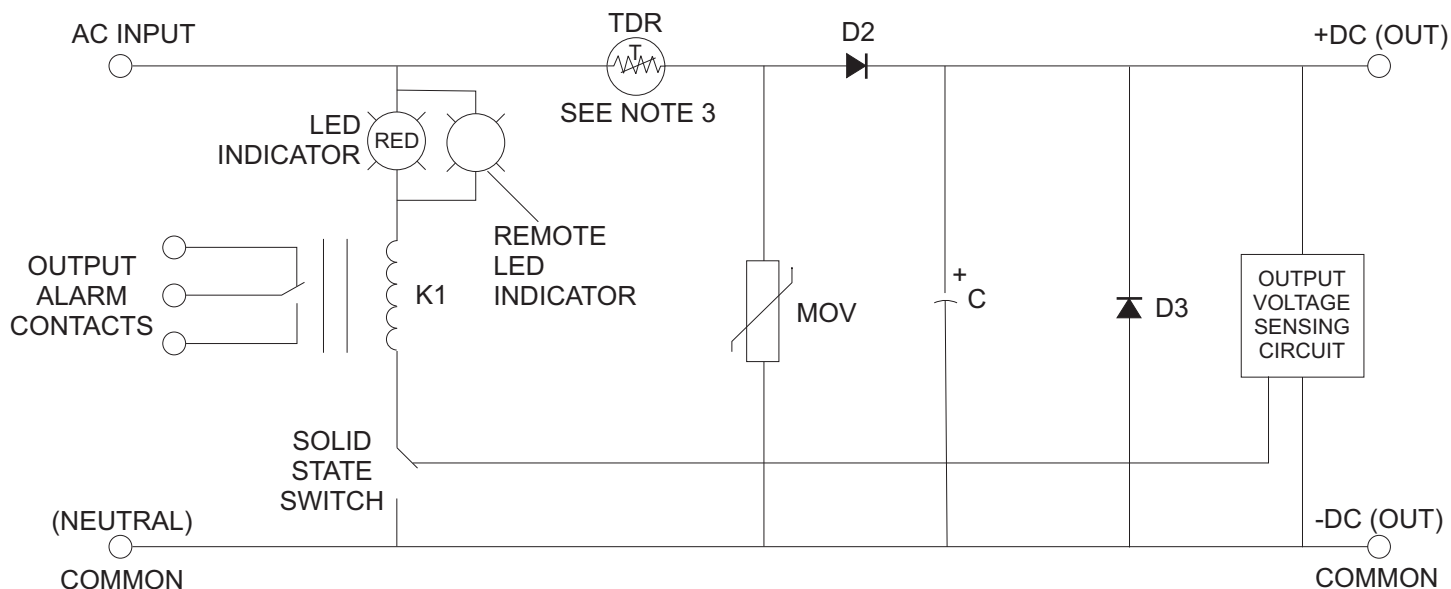 AC INPUT
TDR
T
D2
+DC (OUT)
SEE NOTE 3
LED
INDICATOR
RED
REMOTE
LED
INDICATOR
OUTPUT
ALARM
CONTACTS
K1
MOV
+
C
D3
OUTPUT
VOLTAGE
SENSING
CIRCUIT
SOLID
STATE
SWITCH
(NEUTRAL)
COMMON
-DC (OUT)
COMMON